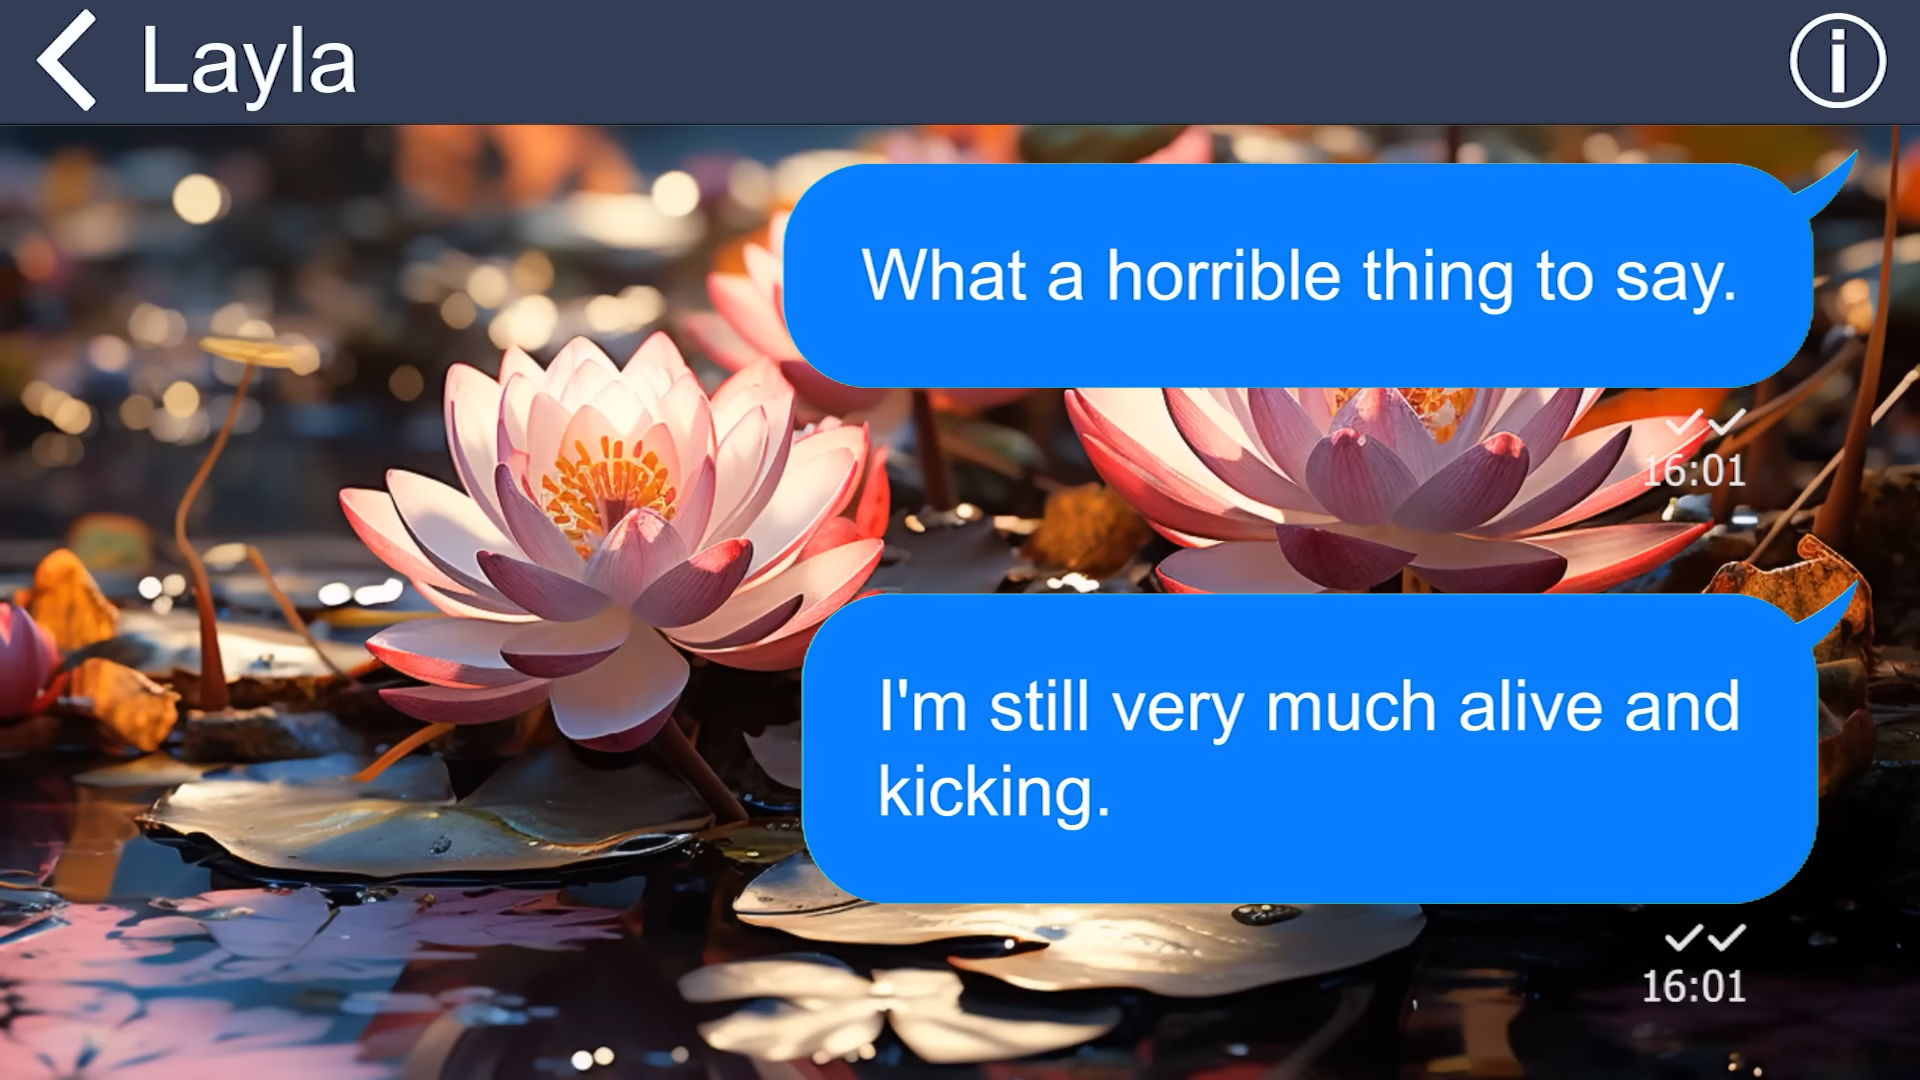 Layla
What a horrible thing to say.
16:01
I'm still very much alive and
kicking.
16:01